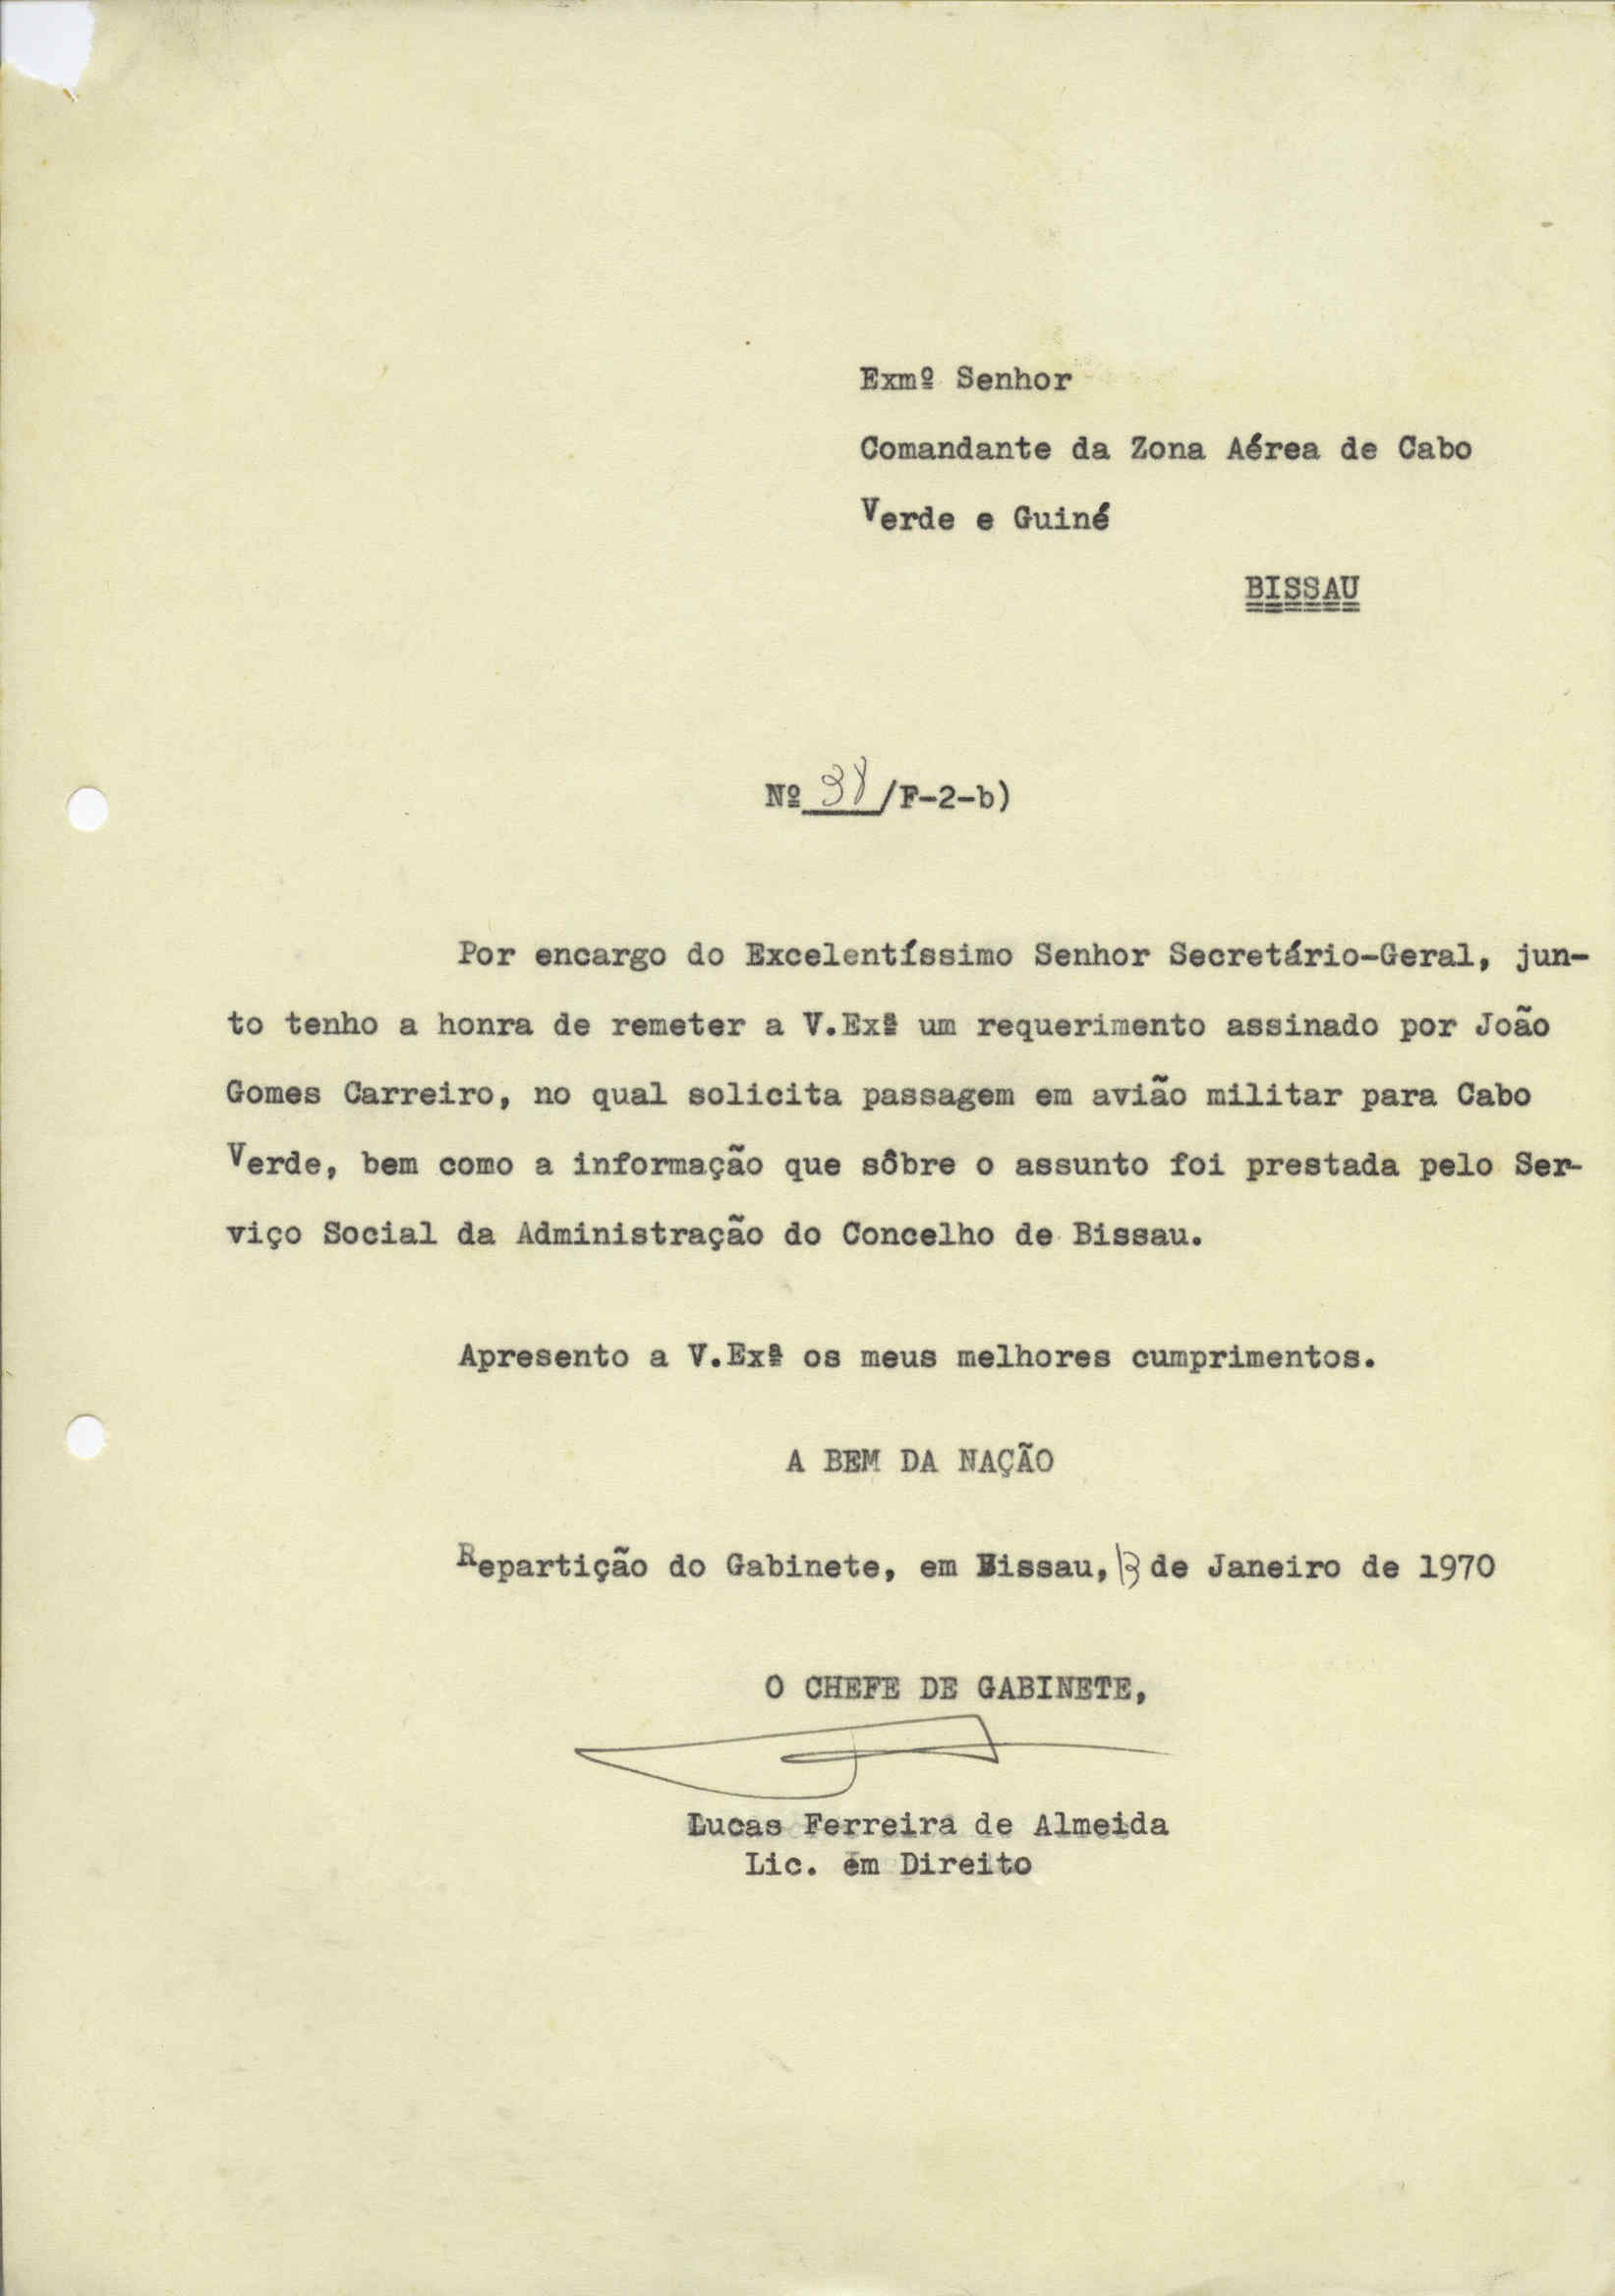 Exmº Senhor
Comandante da Zona Aérea de Cabo
Verde e Guiné
BISSAU
Nº 38/F-2-b)
Por encargo do Excelentíssimo Senhor Secretário-Geral, jun-
to tenho a honra de remeter a V.Exª um requerimento assinado por João
Gomes Carreiro, no qual solicita passagem em avião militar para Cabo
Verde, bem como a informação que sôbre o assunto foi prestada pelo Ser-
viço Social da Administração do Concelho de Bissau.
Apresento a V.Exª os meus melhores cumprimentos.
A BEM DA NAÇÃO
Repartição do Gabinete, em Bissau, 13 de Janeiro de 1970
O CHEFE DE GABINETE,
Lucas Ferreira de Almeida
Lic. em Direito